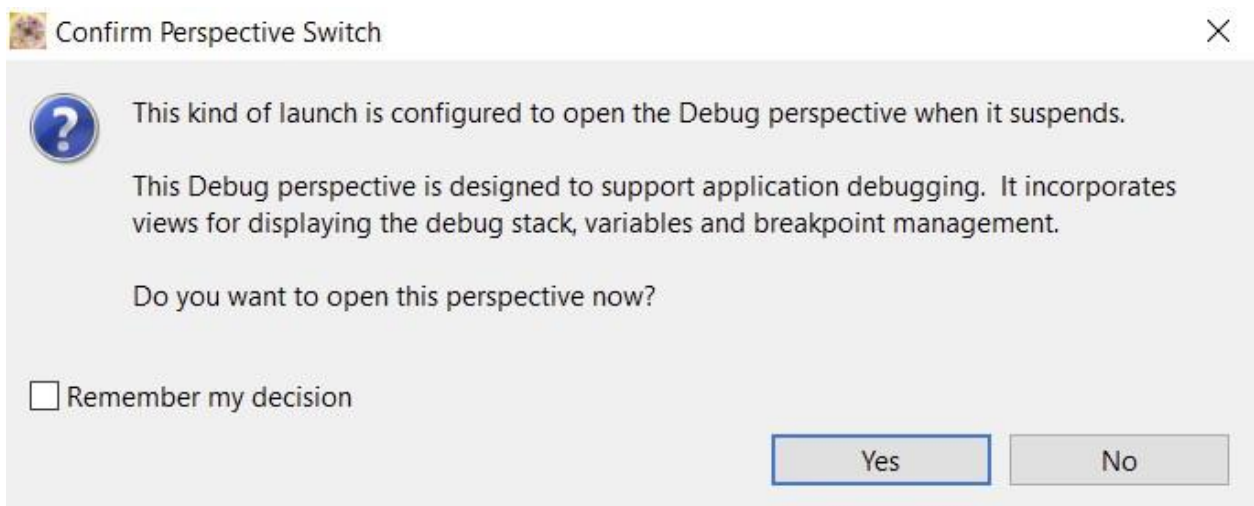 Confirm Perspective Switch
This kind of launch is configured to open the Debug perspective when it suspends.
This Debug perspective is designed to support application debugging.  It incorporates
views for displaying the debug stack, variables and breakpoint management.
Do you want to open this perspective now?
Remember my decision
Yes
No